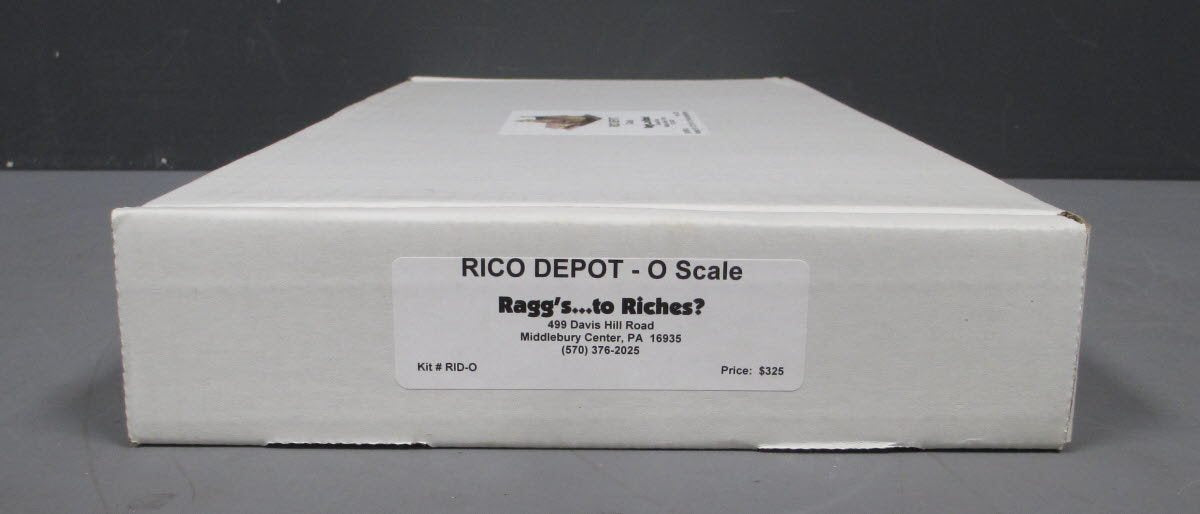 RICO DEPOT - O Scale
Ragg's...to Riches?
499 Davis Hill Road
Middlebury Center, PA 16935
(570) 376-2025
Kit # RID-O
Price: $325